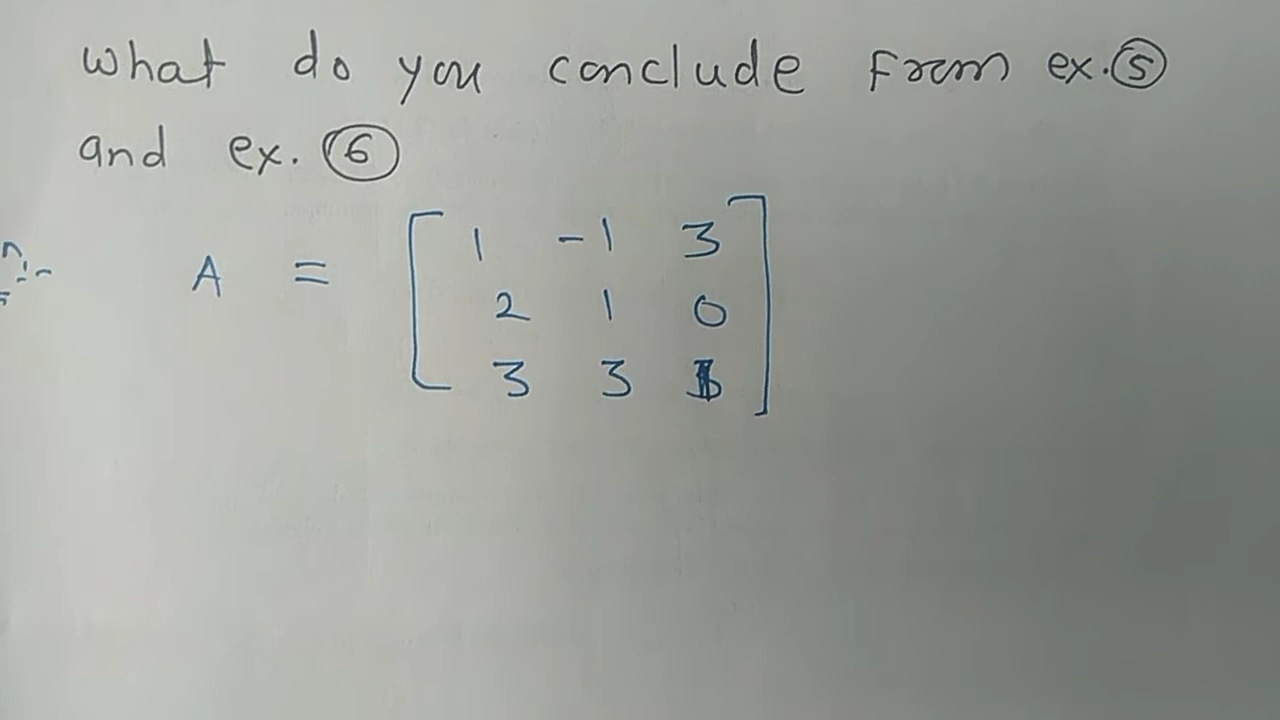 What do you conclude From ex. ⑤
and ex. ⑥
A = [ 1 -1 3
2 1 0
3 3 ]